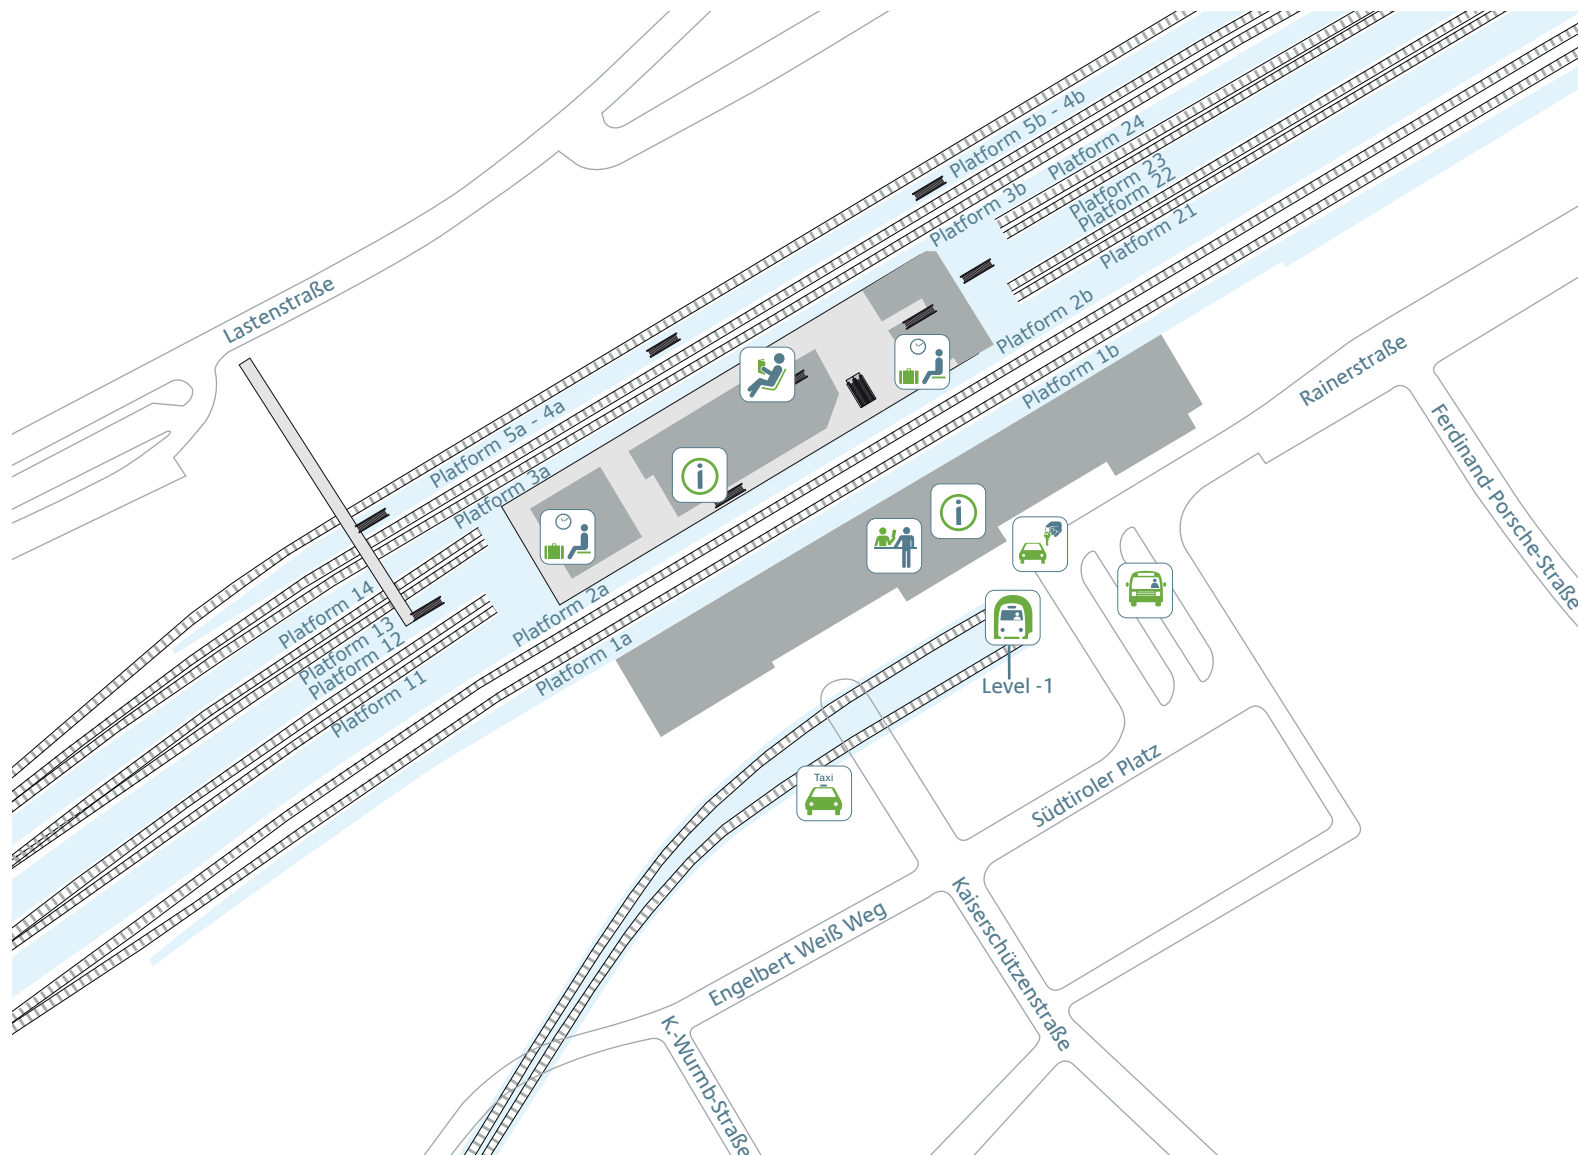 Platform 5b - 4b
Platform 24
Platform 3b
Platform 23
Platform 22
Platform 21
Lastenstraße
Platform 2b
Platform 1b
Rainerstraße
Ferdinand-Porsche-Straße
Platform 5a - 4a
Platform 3a
Platform 14
Platform 13
Platform 12
Platform 11
Platform 2a
Platform 1a
Level -1
Taxi
Südtiroler Platz
Engelbert Weiß Weg
Kaiserschützenstraße
K.-Wurmb-Straße